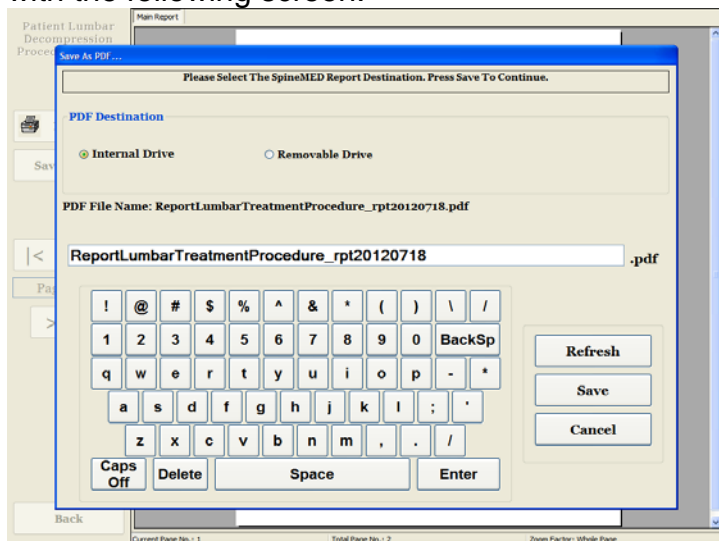 with the following screen.
Patient Lumbar
Decompression
Main Report
Save As PDF ...
Please Select The SpineMED Report Destination. Press Save To Continue.
PDF Destination
Internal Drive Removable Drive
PDF File Name: ReportLumbarTreatmentProcedure_rpt20120718.pdf
ReportLumbarTreatmentProcedure_rpt20120718 .pdf
|<
>
! @ # $ % ^ & * ( ) \ /
1 2 3 4 5 6 7 8 9 0 BackSp
q w e r t y u i o p - *
a s d f g h j k l ; '
z x c v b n m , . /
Caps Off Delete Space Enter
Refresh
Save
Cancel
Back
Current Page No.: 1 Total Page No.: 2 Zoom Factor: Whole Page